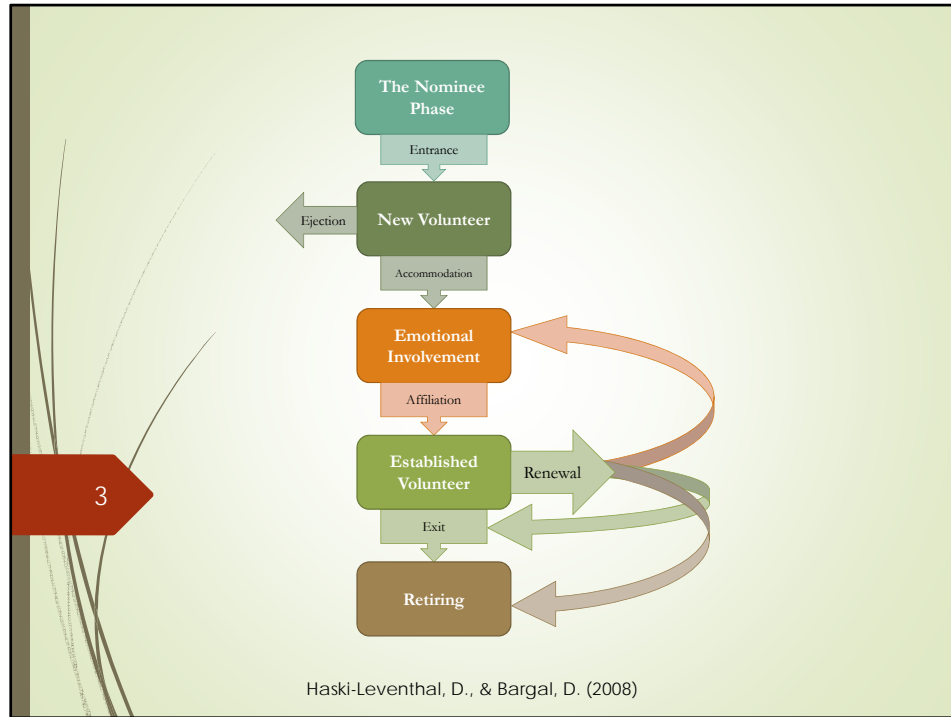 The Nominee
Phase
Entrance
Ejection
New Volunteer
Accommodation
Emotional
Involvement
Affiliation
Established
Volunteer
Renewal
3
Exit
Retiring
Haski-Leventhal, D., & Bargal, D. (2008)